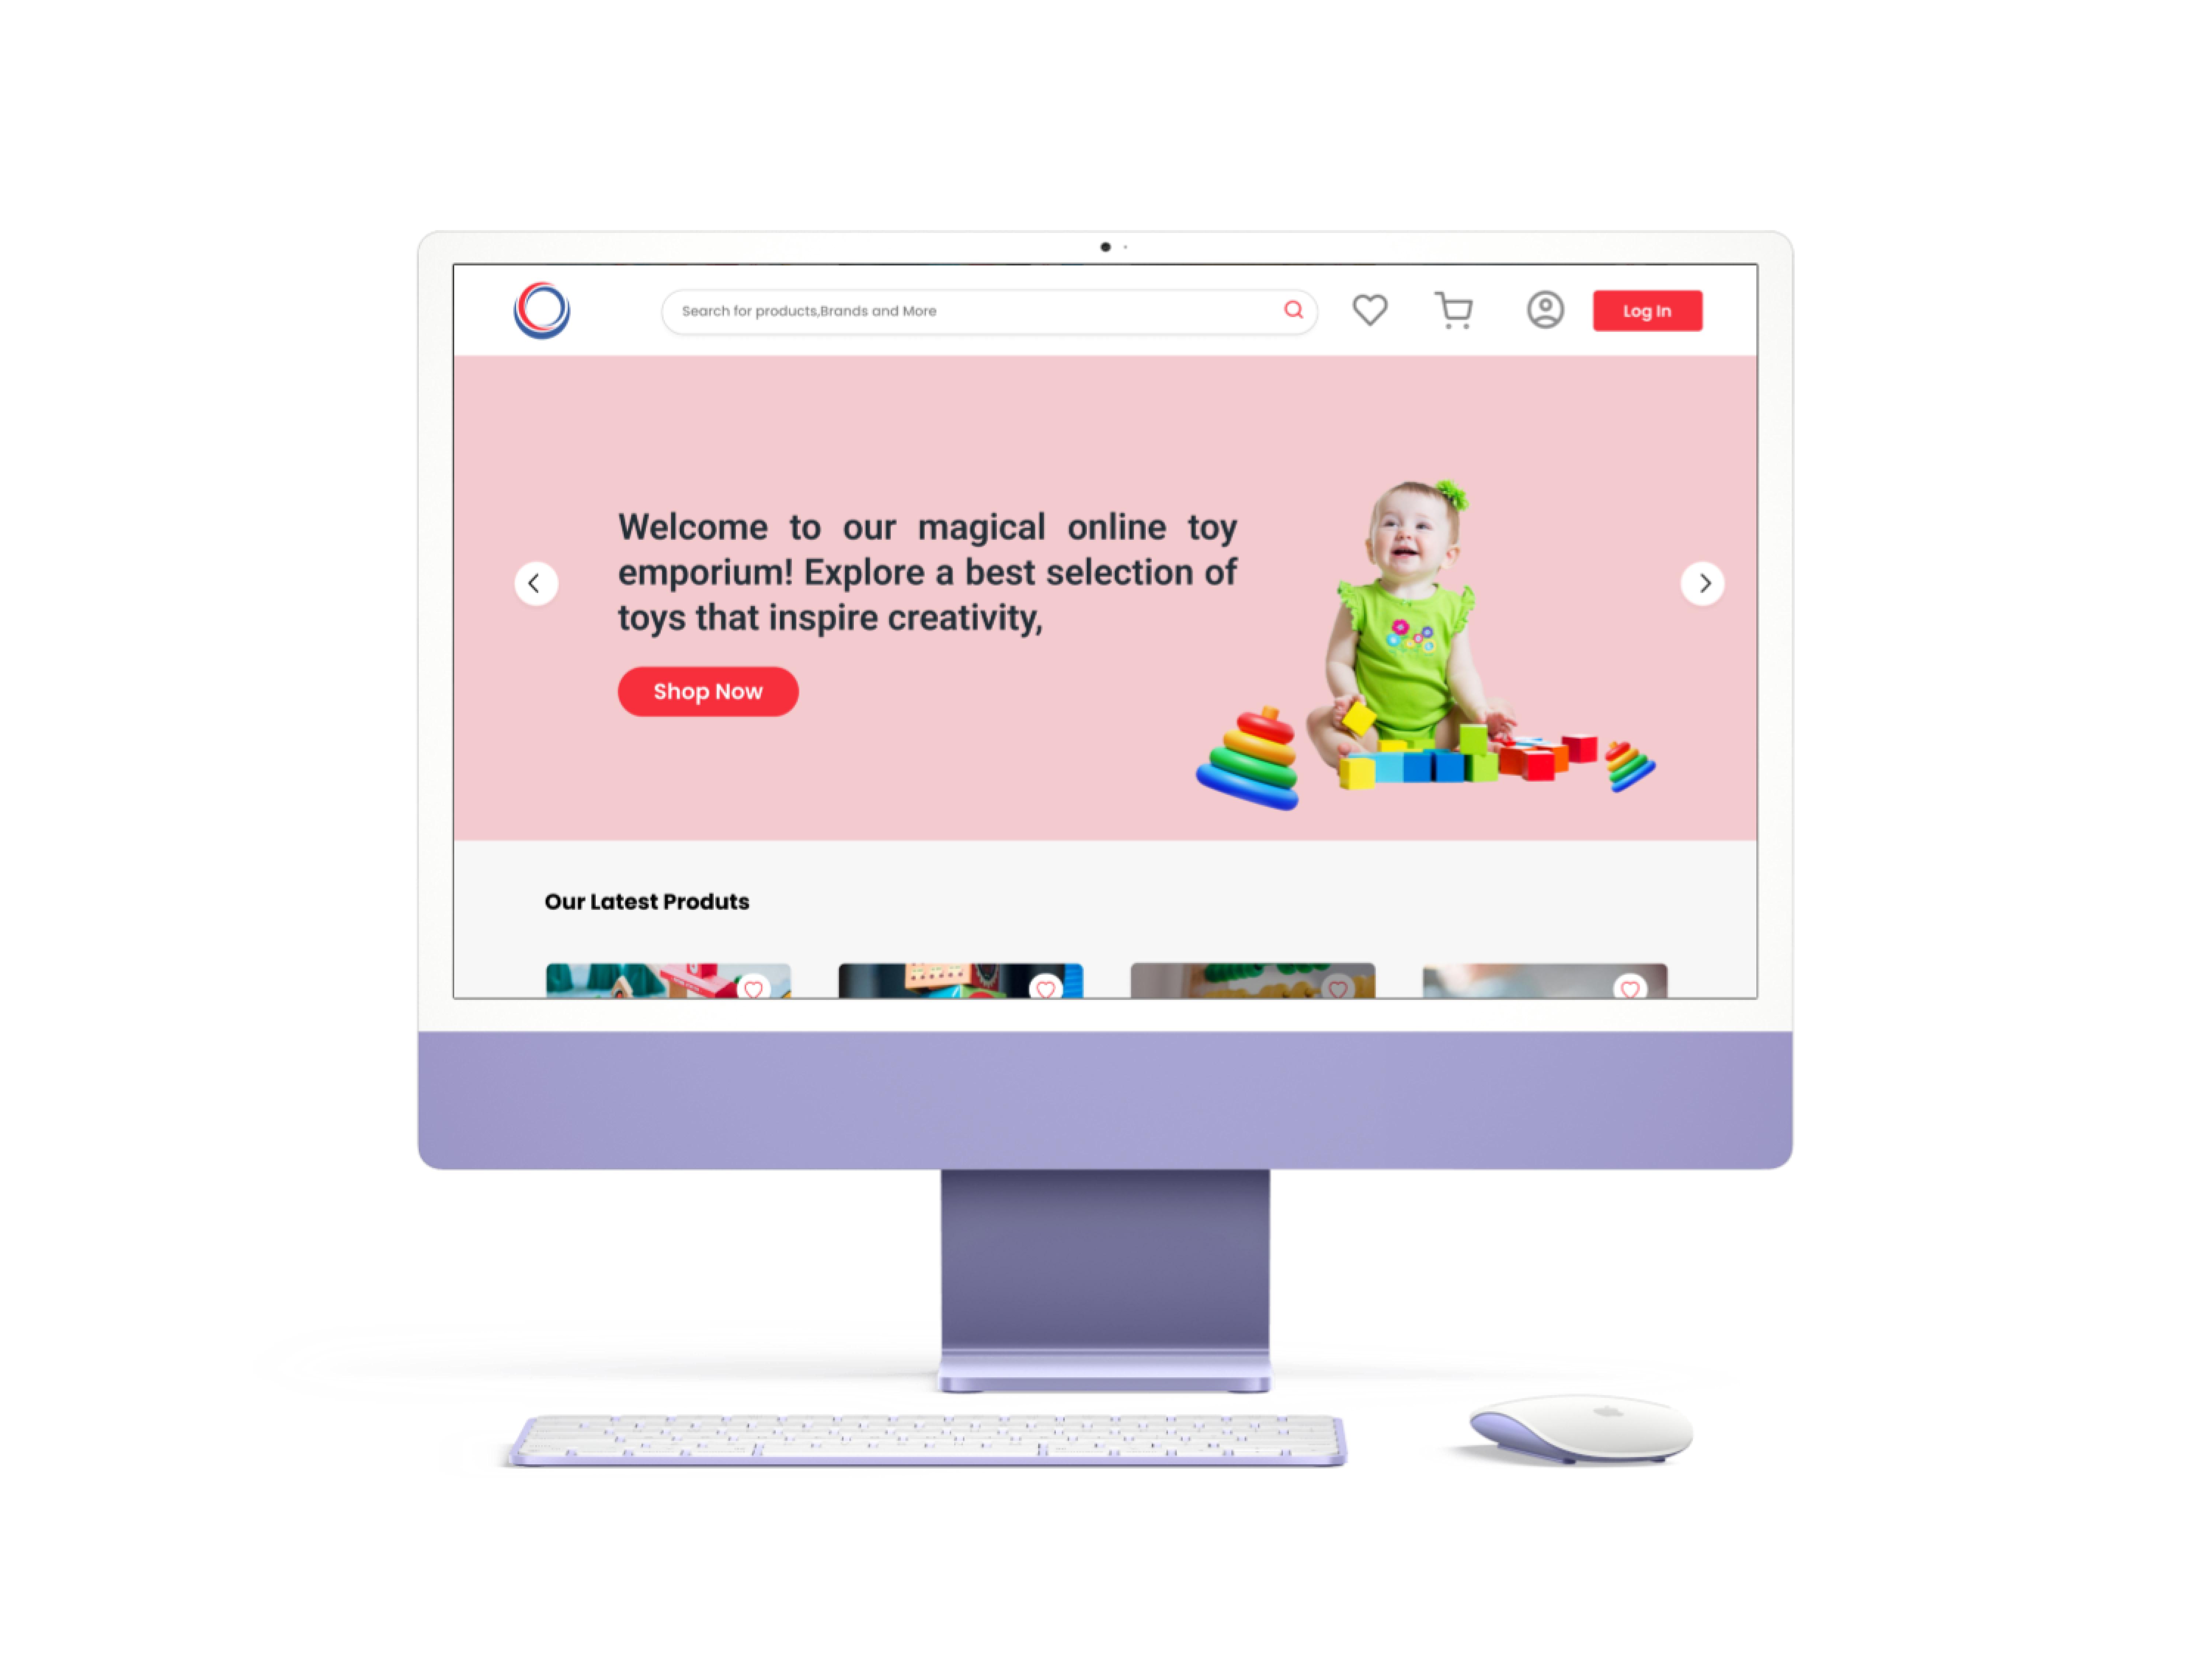 Search for products,Brands and More
Log In
Welcome to our magical online toy
emporium! Explore a best selection of
toys that inspire creativity,
Shop Now
Our Latest Produts